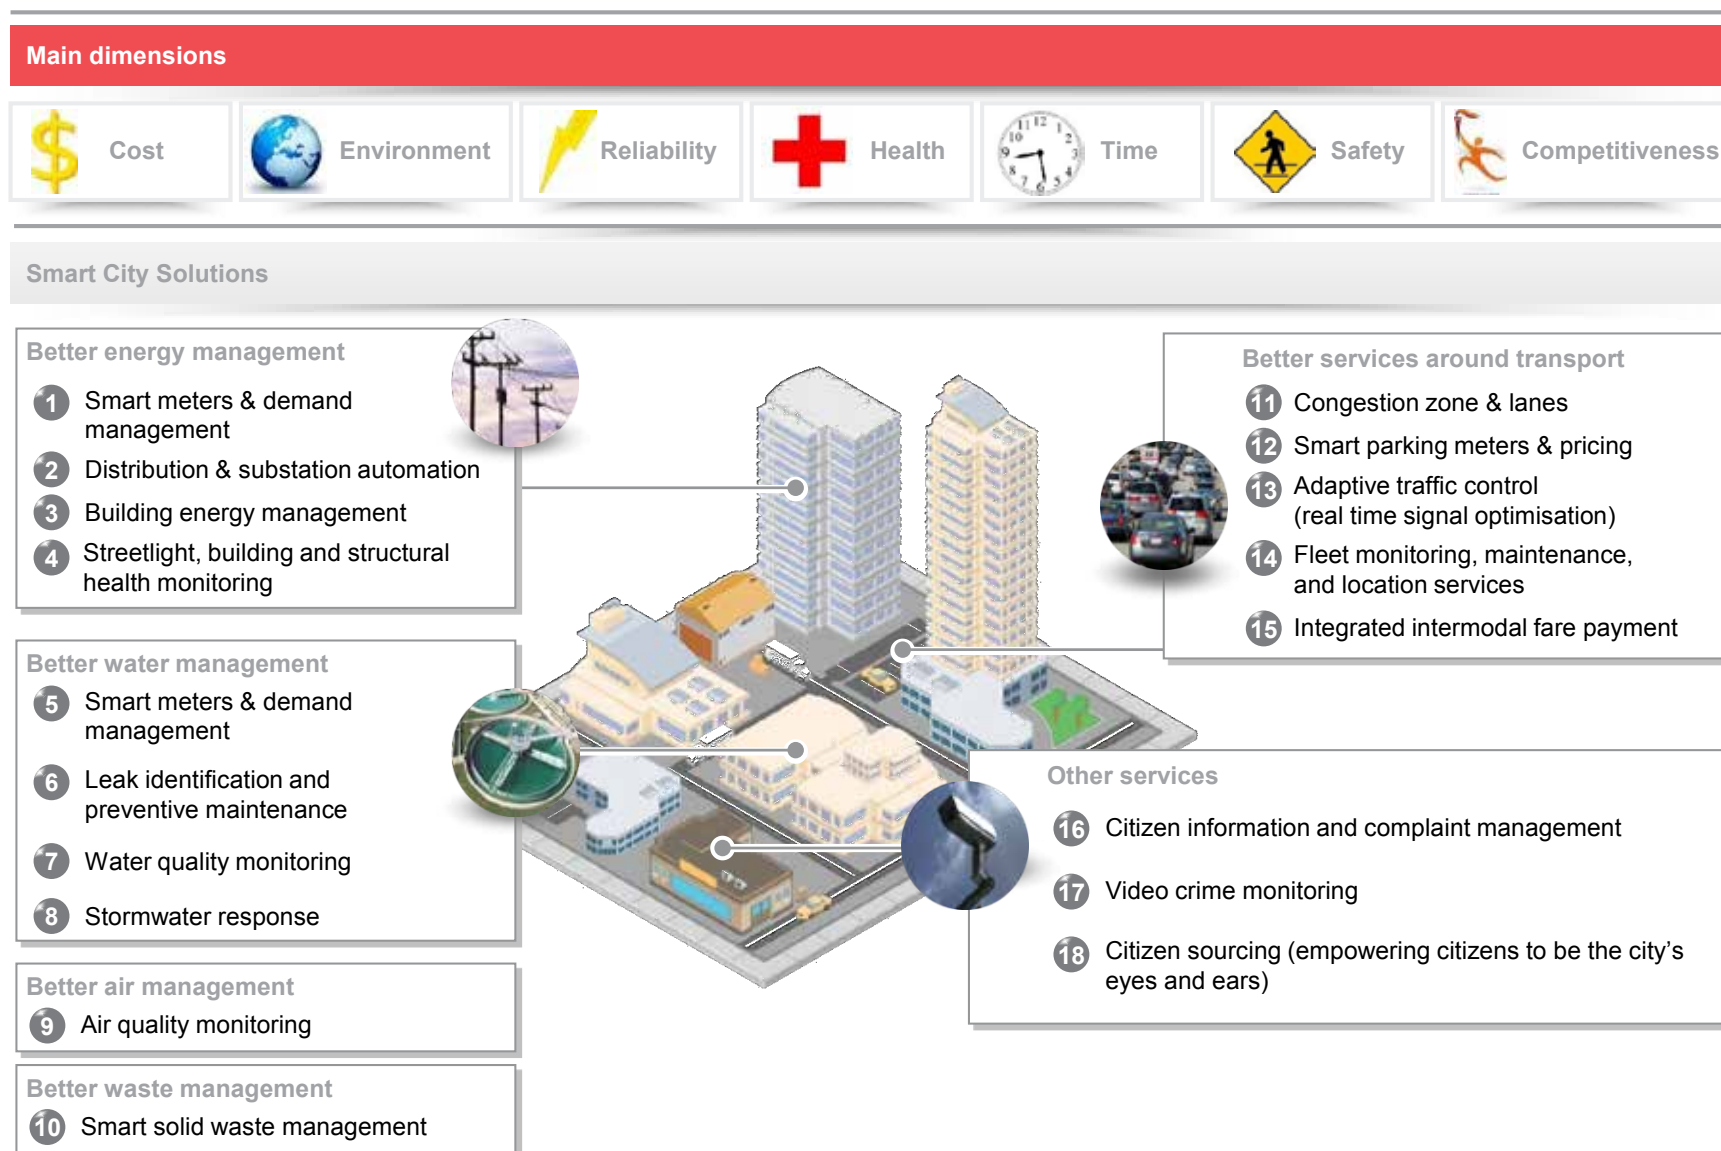 Main dimensions
Cost
Environment
Reliability
Health
Time
Safety
Competitiveness
Smart City Solutions
Better energy management
1 Smart meters & demand
management
2 Distribution & substation automation
3 Building energy management
4 Streetlight, building and structural
health monitoring
Better water management
5 Smart meters & demand
management
6 Leak identification and
preventive maintenance
7 Water quality monitoring
8 Stormwater response
Better air management
9 Air quality monitoring
Better waste management
10 Smart solid waste management
Better services around transport
11 Congestion zone & lanes
12 Smart parking meters & pricing
13 Adaptive traffic control
(real time signal optimisation)
14 Fleet monitoring, maintenance,
and location services
15 Integrated intermodal fare payment
Other services
16 Citizen information and complaint management
17 Video crime monitoring
18 Citizen sourcing (empowering citizens to be the city’s
eyes and ears)